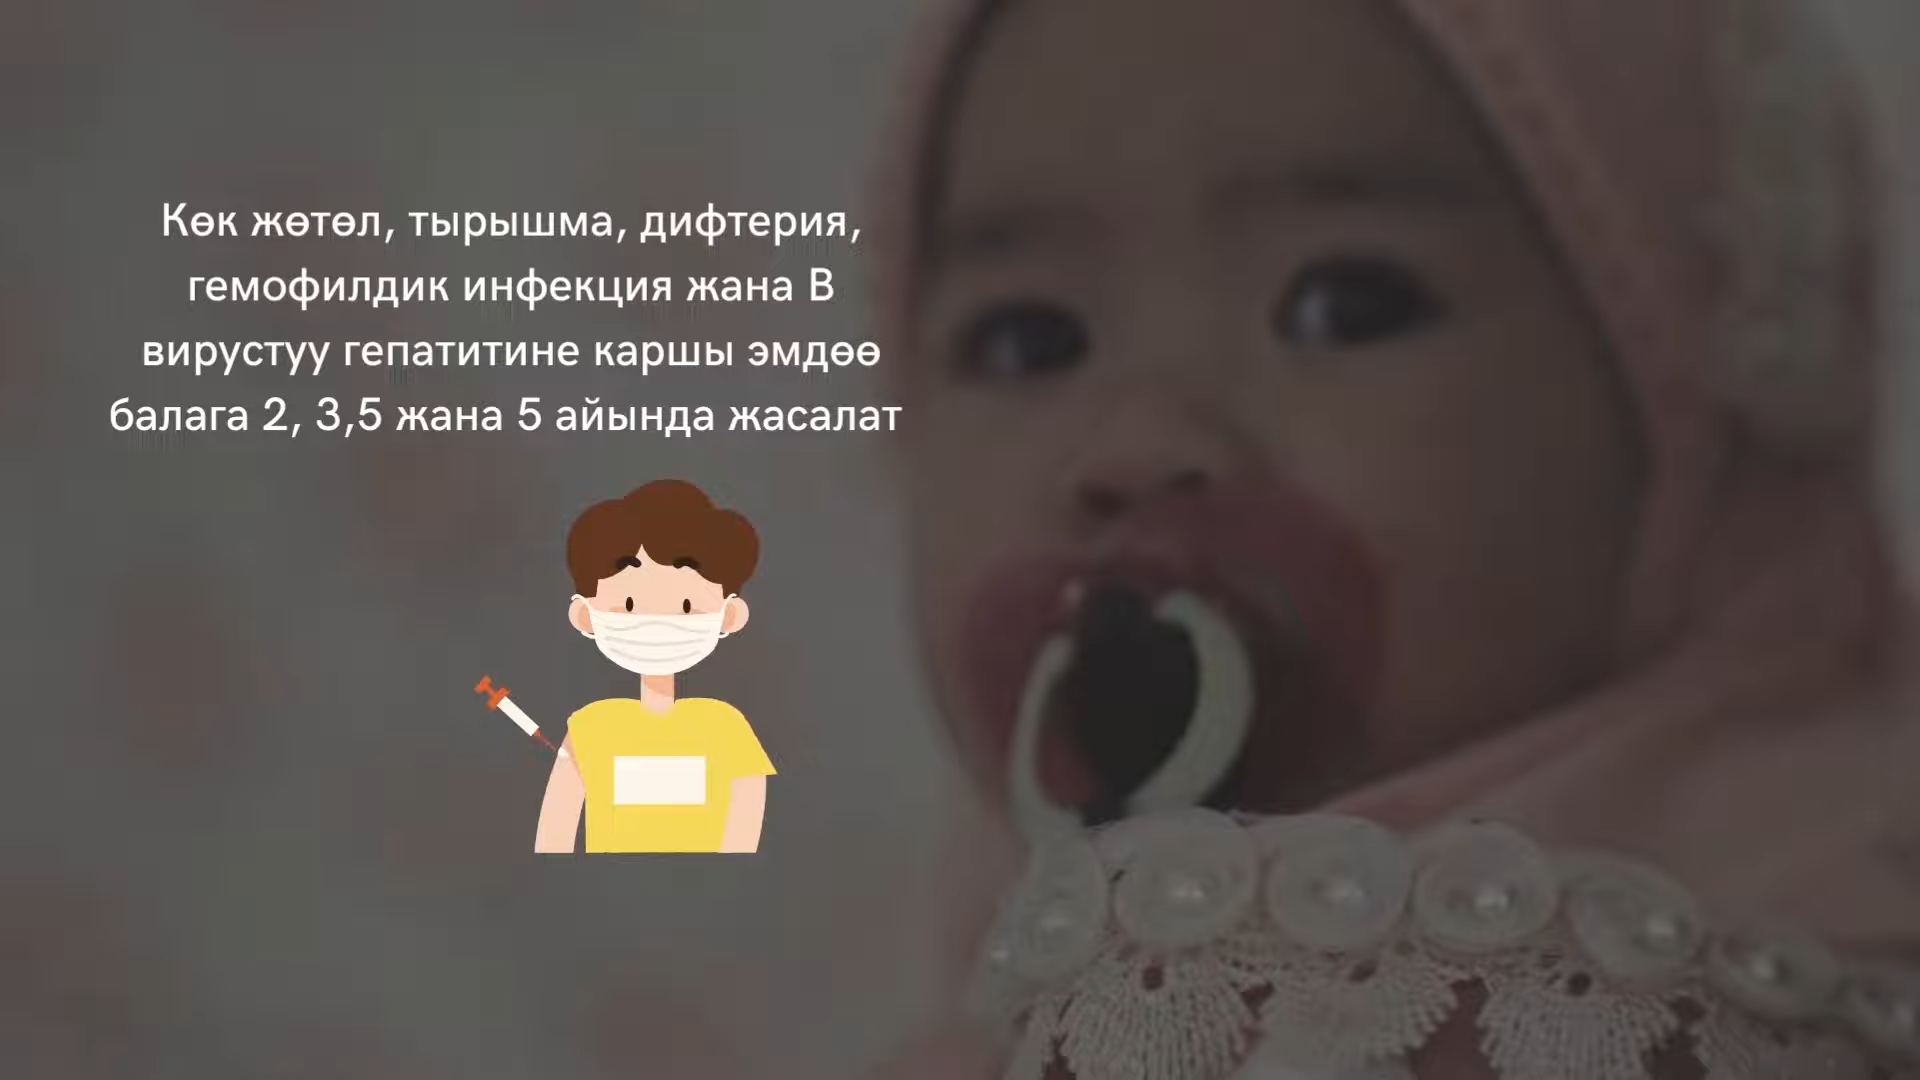 Көк жөтөл, тырышма, дифтерия,
гемофилдик инфекция жана В
вирустуу гепатитине каршы эмдөө
балага 2, 3,5 жана 5 айында жасалат